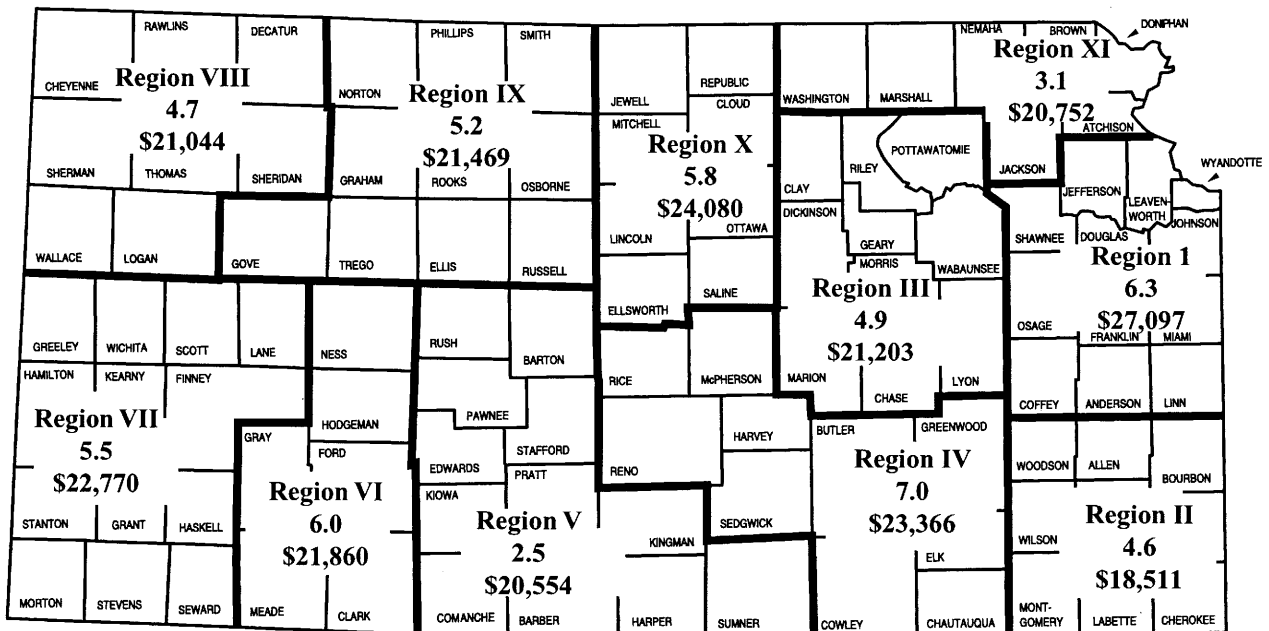 RAWLINS
DECATUR
CHEYENNE
Region VIII
4.7
$21,044
SHERMAN
THOMAS
SHERIDAN
WALLACE
LOGAN
PHILLIPS
SMITH
NORTON
Region IX
5.2
$21,469
GRAHAM
ROOKS
OSBORNE
GOVE
TREGO
ELLIS
RUSSELL
REPUBLIC
JEWELL
CLOUD
MITCHELL
Region X
5.8
$24,080
OTTAWA
LINCOLN
SALINE
ELLSWORTH
NEMAHA
BROWN
DONIPHAN
Region XI
3.1
$20,752
WASHINGTON
MARSHALL
ATCHISON
JACKSON
POTTAWATOMIE
RILEY
CLAY
DICKINSON
GEARY
MORRIS
WABAUNSEE
Region III
4.9
$21,203
MARION
CHASE
LYON
WYANDOTTE
JEFFERSON
LEAVEN-
WORTH
JOHNSON
SHAWNEE
DOUGLAS
Region 1
6.3
$27,097
OSAGE
FRANKLIN
MIAMI
COFFEY
ANDERSON
LINN
GREELEY
WICHITA
SCOTT
LANE
HAMILTON
KEARNY
FINNEY
Region VII
5.5
$22,770
STANTON
GRANT
HASKELL
MORTON
STEVENS
SEWARD
NESS
HODGEMAN
GRAY
FORD
Region VI
6.0
$21,860
MEADE
CLARK
RUSH
BARTON
PAWNEE
STAFFORD
EDWARDS
PRATT
KIOWA
Region V
2.5
$20,554
KINGMAN
COMANCHE
BARBER
HARPER
SUMNER
RICE
McPHERSON
HARVEY
RENO
SEDGWICK
BUTLER
GREENWOOD
Region IV
7.0
$23,366
ELK
COWLEY
CHAUTAUQUA
WOODSON
ALLEN
BOURBON
Region II
4.6
$18,511
WILSON
MONT-
GOMERY
LABETTE
CHEROKEE